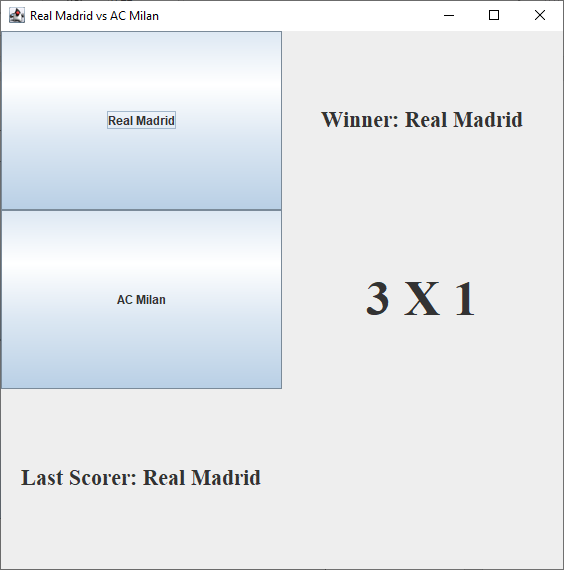 Real Madrid vs AC Milan
Real Madrid
Winner: Real Madrid
AC Milan
3 X 1
Last Scorer: Real Madrid